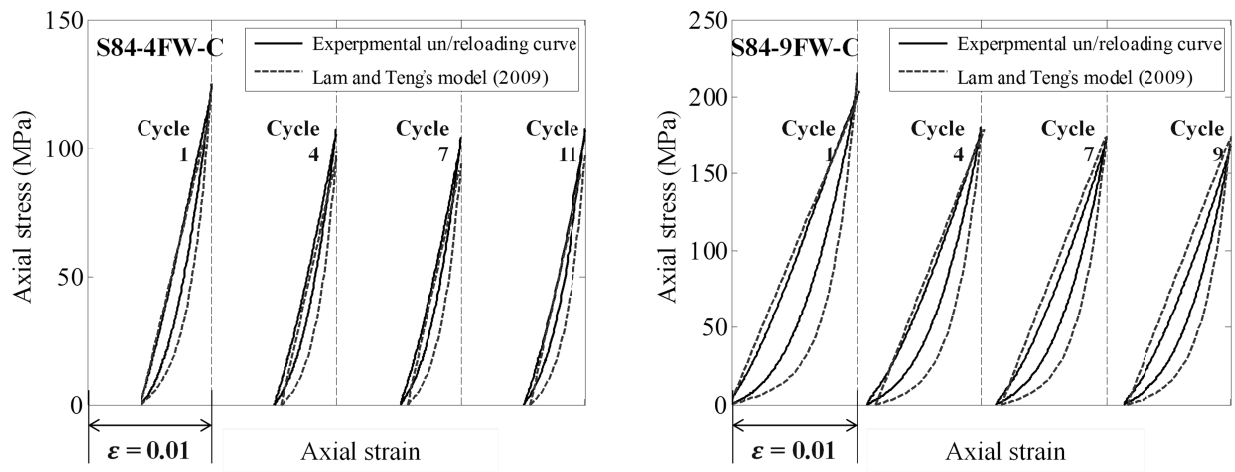 150
100
50
0
Axial stress (MPa)
S84-4FW-C
Experpmental un/reloading curve
Lam and Teng's model (2009)
Cycle
1
Cycle
4
Cycle
7
Cycle
11
ε = 0.01
Axial strain
250
200
150
100
50
0
Axial stress (MPa)
S84-9FW-C
Experpmental un/reloading curve
Lam and Teng's model (2009)
Cycle
1
Cycle
4
Cycle
7
Cycle
9
ε = 0.01
Axial strain